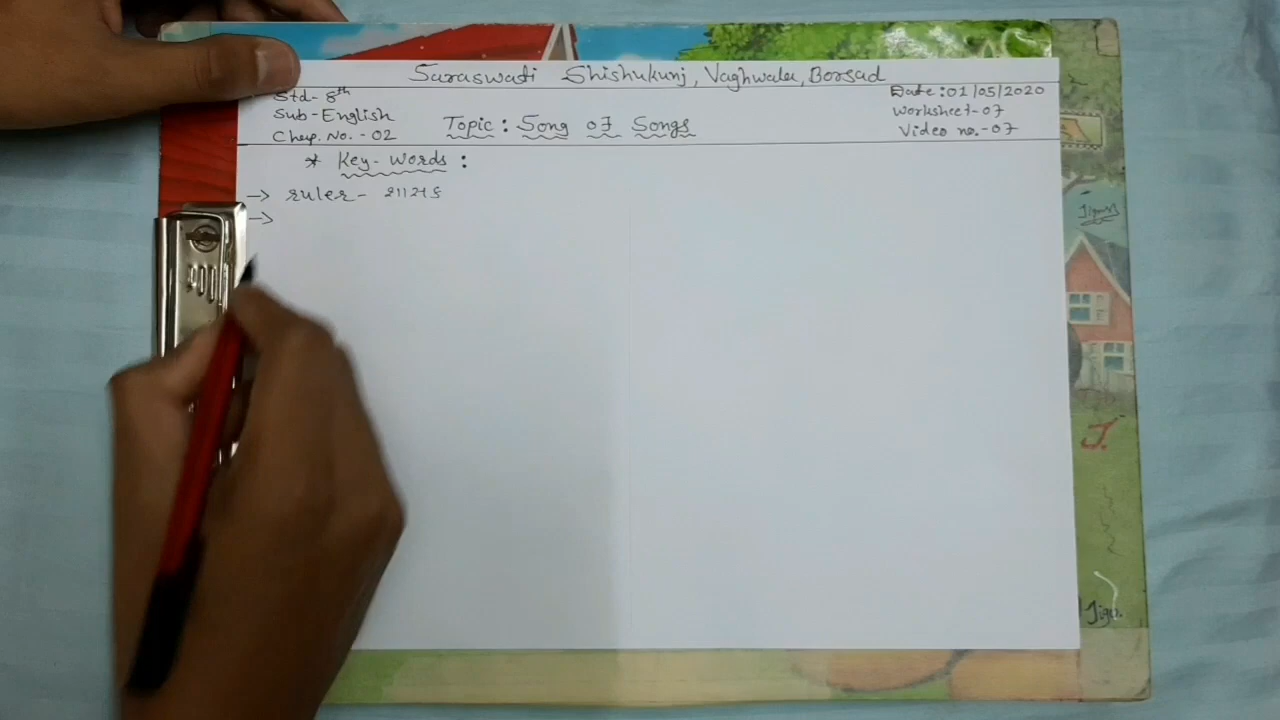 Saraswati Shishukunj, Vaghwala, Borsad
Std- 8th
Sub-English
Chap. No. - 02
Topic: Song of Songs
Date: 01/05/2020
Worksheet-07
Video no.-07
* Key-Words:
→ ruler- શાસક
→
Jigu.
J.